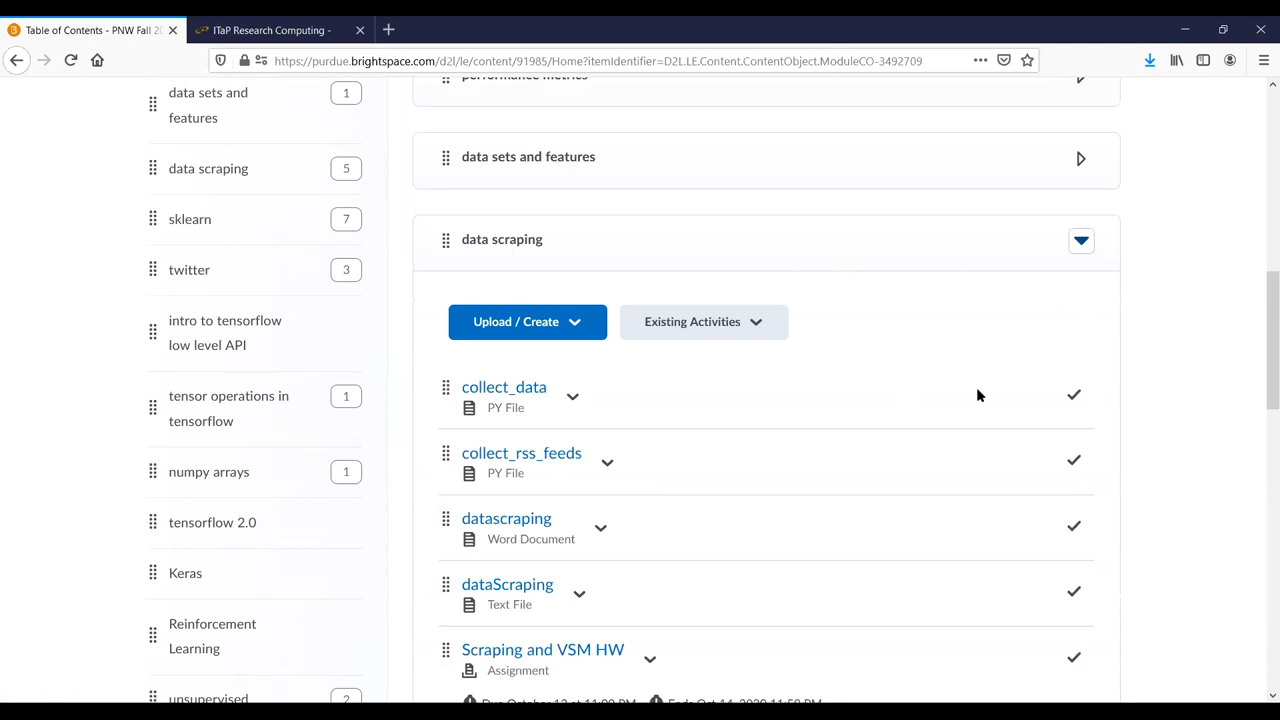 Table of Contents - PNW Fall 20
ITaP Research Computing -
https://purdue.brightspace.com/d2l/le/content/91985/Home?itemIdentifier=D2L.LE.Content.ContentObject.ModuleCO-3492709
data sets and
features
1
data scraping
5
sklearn
7
twitter
3
intro to tensorflow
low level API
tensor operations in
tensorflow
1
numpy arrays
1
tensorflow 2.0
Keras
Reinforcement
Learning
unsupervised
2
performance metrics
data sets and features
data scraping
Upload / Create
Existing Activities
collect_data
PY File
collect_rss_feeds
PY File
datascraping
Word Document
dataScraping
Text File
Scraping and VSM HW
Assignment